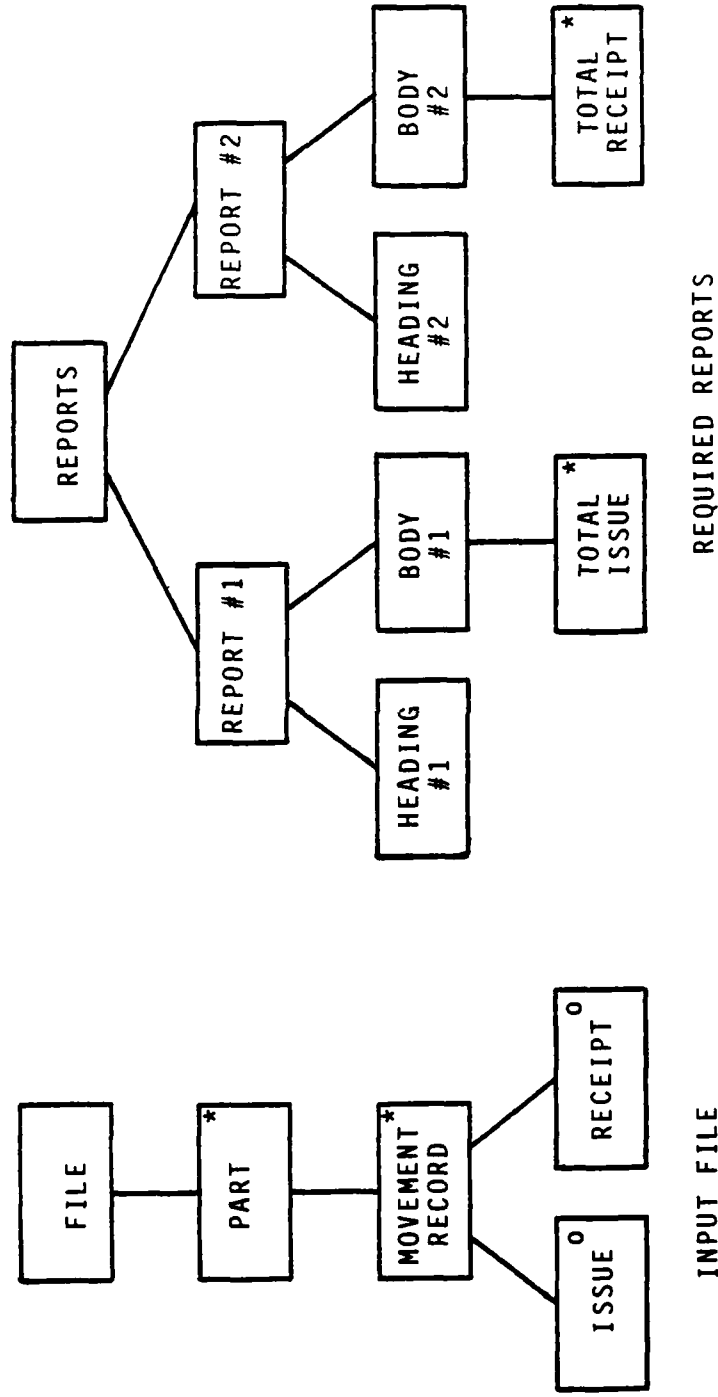 FILE
PART
*
MOVEMENT
RECORD
*
ISSUE
O
RECEIPT
O
INPUT FILE
REPORTS
REPORT #1
REPORT #2
HEADING
#1
BODY
#1
HEADING
#2
BODY
#2
TOTAL
ISSUE
*
TOTAL
RECEIPT
*
REQUIRED REPORTS